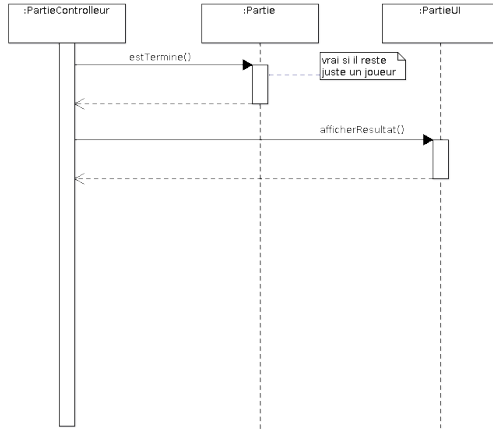 :PartieControlleur
:Partie
:PartieUI
estTermine()
vrai si il reste
juste un joueur
afficherResultat()